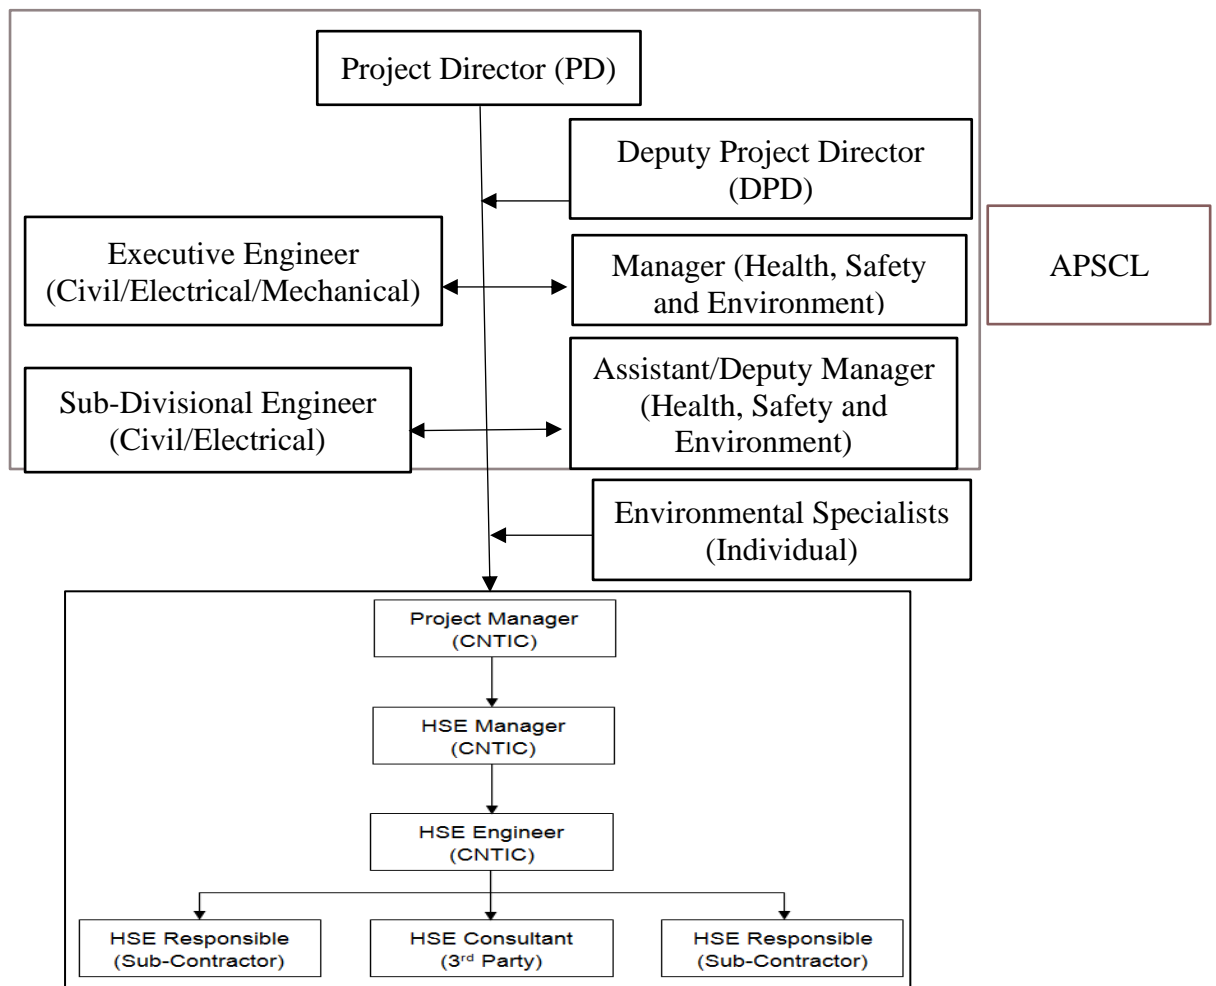 Project Director (PD)
Deputy Project Director
(DPD)
Executive Engineer
(Civil/Electrical/Mechanical)
Manager (Health, Safety
and Environment)
APSCL
Sub-Divisional Engineer
(Civil/Electrical)
Assistant/Deputy Manager
(Health, Safety and
Environment)
Environmental Specialists
(Individual)
Project Manager
(CNTIC)
HSE Manager
(CNTIC)
HSE Engineer
(CNTIC)
HSE Responsible
(Sub-Contractor)
HSE Consultant
(3rd Party)
HSE Responsible
(Sub-Contractor)